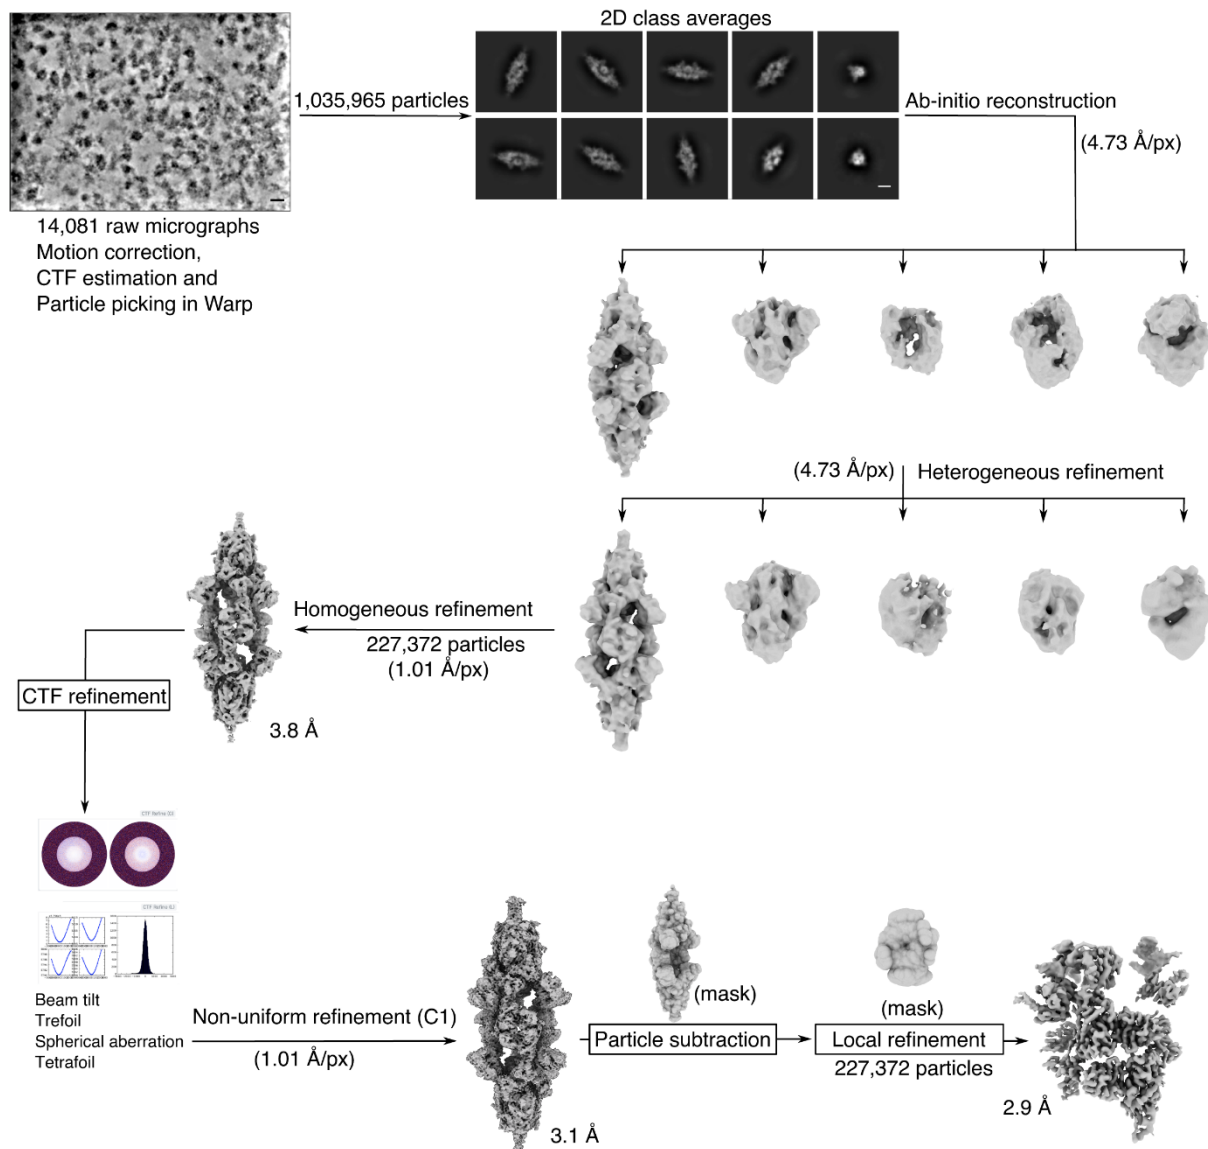 2D class averages
1,035,965 particles
Ab-initio reconstruction
(4.73 Å/px)
14,081 raw micrographs
Motion correction,
CTF estimation and
Particle picking in Warp
(4.73 Å/px)
Heterogeneous refinement
Homogeneous refinement
227,372 particles
(1.01 Å/px)
CTF refinement
3.8 Å
Beam tilt
Trefoil
Spherical aberration
Tetrafoil
Non-uniform refinement (C1)
(1.01 Å/px)
3.1 Å
(mask)
Particle subtraction
(mask)
Local refinement
227,372 particles
2.9 Å